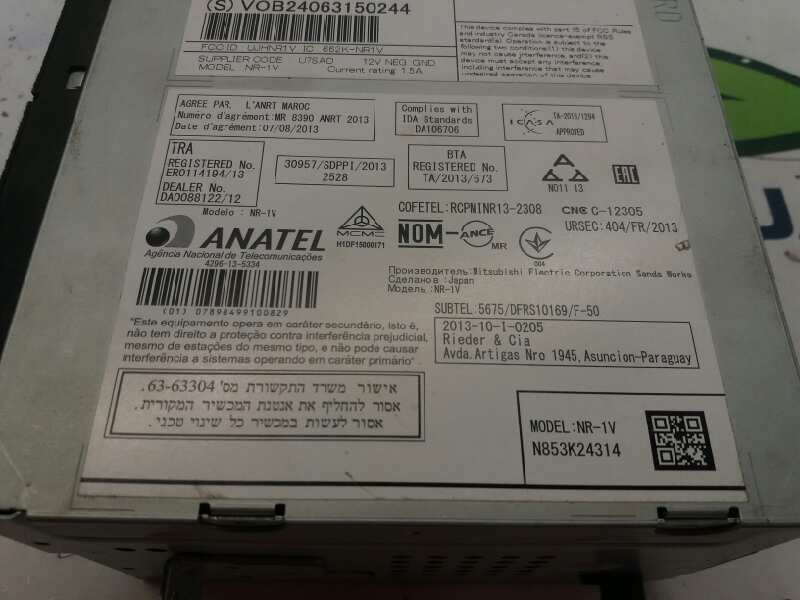 (S) VOB24063150244
FCC ID UJHNR1V IC 662K-NR1V
SUPPLIER CODE U7SA0 12V NEG GND
MODEL: NR-1V Current rating 1.5A
This device complies with part 15 of FCC Rules
and Industry Canada licence-exempt RSS
standard(s). Operation is subject to the
following two conditions:(1) this device
may not cause interference, and(2) this
device must accept any interference,
including interference that may cause
undesired operation of this device
AGREE PAR. L'ANRT MAROC
Numero d'agrément:MR 8390 ANRT 2013
Date d'agrément:07/08/2013
Complies with
IDA Standards
DA106706
ICASA
TA-2011/1294
APPROVED
TRA
REGISTERED No.
ER0114194/13
DEALER No.
DA0088122/12
30957/SDPPI/2013
2528
BTA
REGISTERED No.
TA/2013/573
N011 13
EAC
Modelo : NR-1V
ANATEL
Agência Nacional de Telecomunicações
4296-13-5334
(01) 07898499100829
MCMC
H1DF15000171
COFETEL:RCPMINR13-2308
CNC C-12305
NOM-ANCE MR
004
URSEC:404/FR/2013
Производитель:Mitsubishi Electric Corporation Sanda Works
Сделано в :Japan
Модель:NR-1V
SUBTEL:5675/DFRS10169/F-50
2013-10-I-0205
Rieder & Cia
Avda.Artigas Nro 1945,Asuncion-Paraguay
"Este equipamento opera em caráter secundário, isto é,
não tem direito a proteção contra interferência prejudicial,
mesmo de estações do mesmo tipo, e não pode causar
interferência a sistemas operando em caráter primário".
אישור משרד התקשורת מס' 63-63304.
אסור להחליף את אנטנת המכשיר המקורית.
אסור לעשות במכשיר כל שינוי טכני.
MODEL:NR-1V
N853K24314